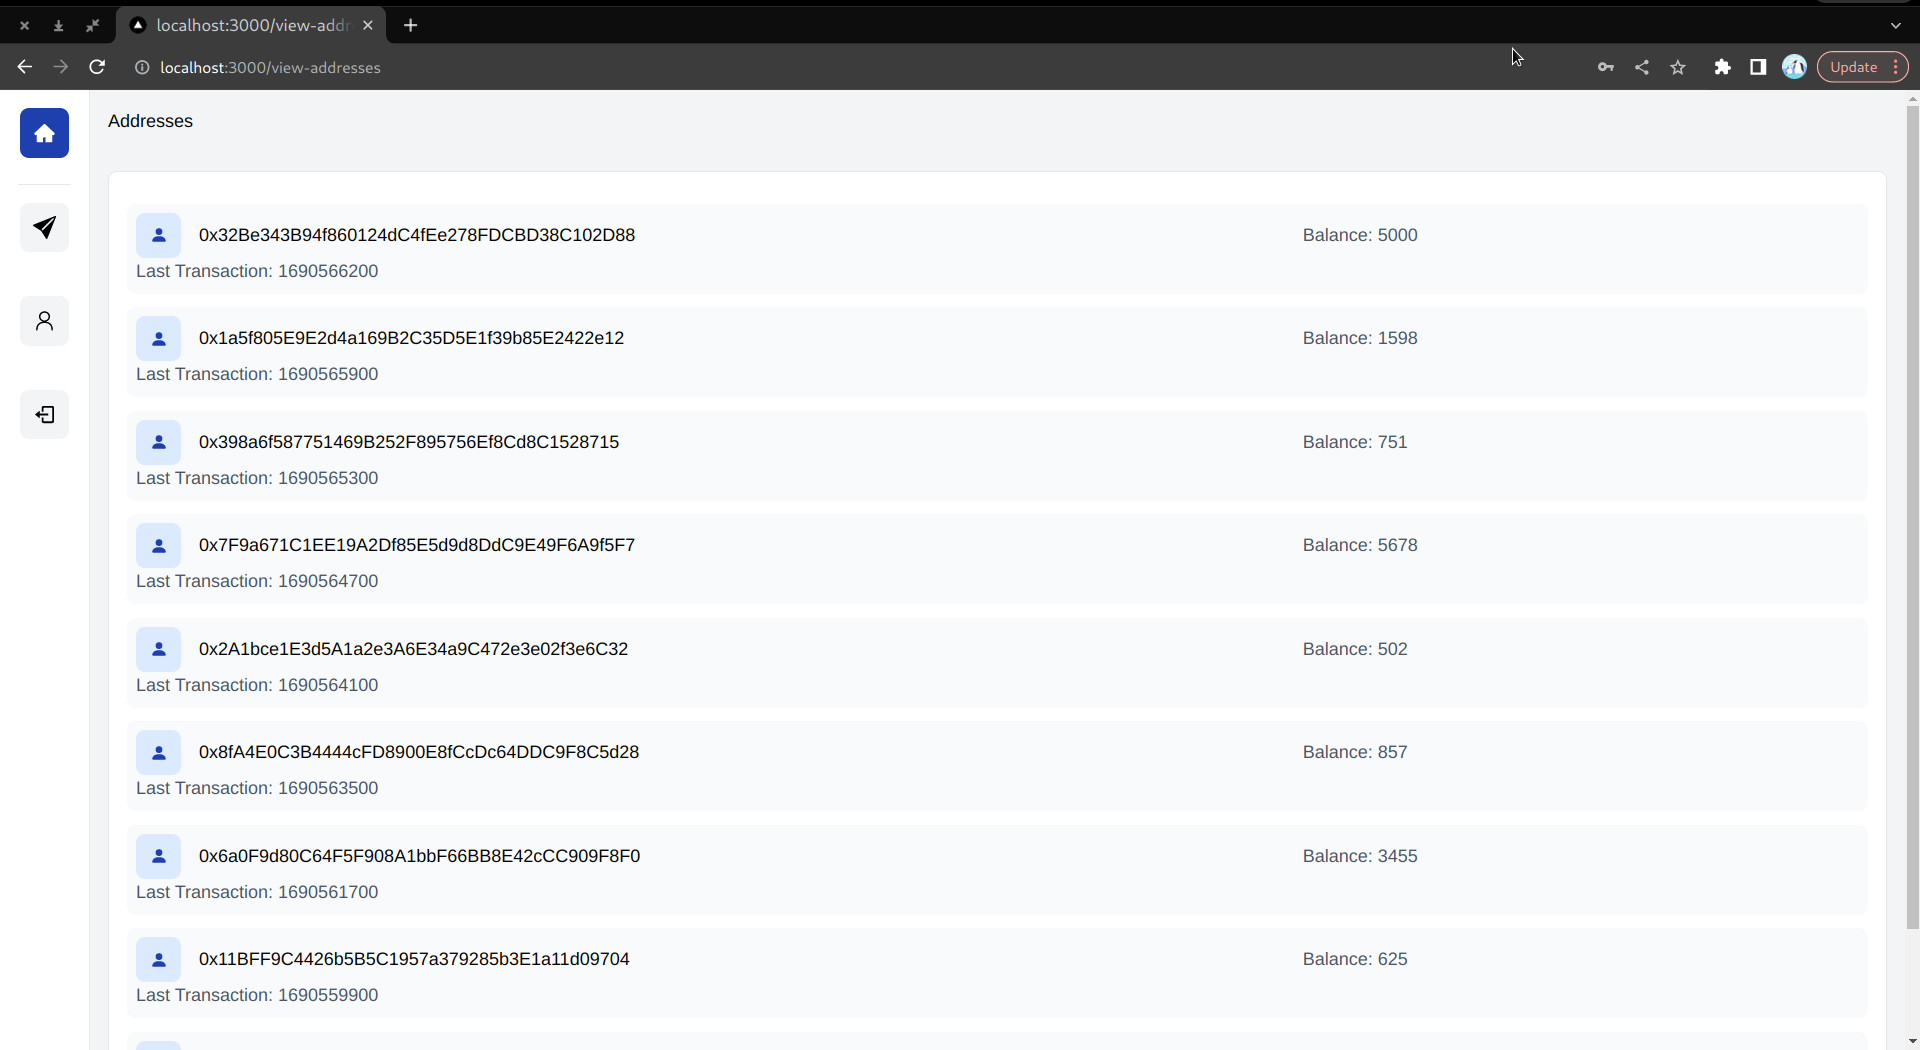 localhost:3000/view-addr
localhost:3000/view-addresses
Update
Addresses
0x32Be343B94f860124dC4fEe278FDCBD38C102D88
Balance: 5000
Last Transaction: 1690566200
0x1a5f805E9E2d4a169B2C35D5E1f39b85E2422e12
Balance: 1598
Last Transaction: 1690565900
0x398a6f587751469B252F895756Ef8Cd8C1528715
Balance: 751
Last Transaction: 1690565300
0x7F9a671C1EE19A2Df85E5d9d8DdC9E49F6A9f5F7
Balance: 5678
Last Transaction: 1690564700
0x2A1bce1E3d5A1a2e3A6E34a9C472e3e02f3e6C32
Balance: 502
Last Transaction: 1690564100
0x8fA4E0C3B4444cFD8900E8fCcDc64DDC9F8C5d28
Balance: 857
Last Transaction: 1690563500
0x6a0F9d80C64F5F908A1bbF66BB8E42cCC909F8F0
Balance: 3455
Last Transaction: 1690561700
0x11BFF9C4426b5B5C1957a379285b3E1a11d09704
Balance: 625
Last Transaction: 1690559900